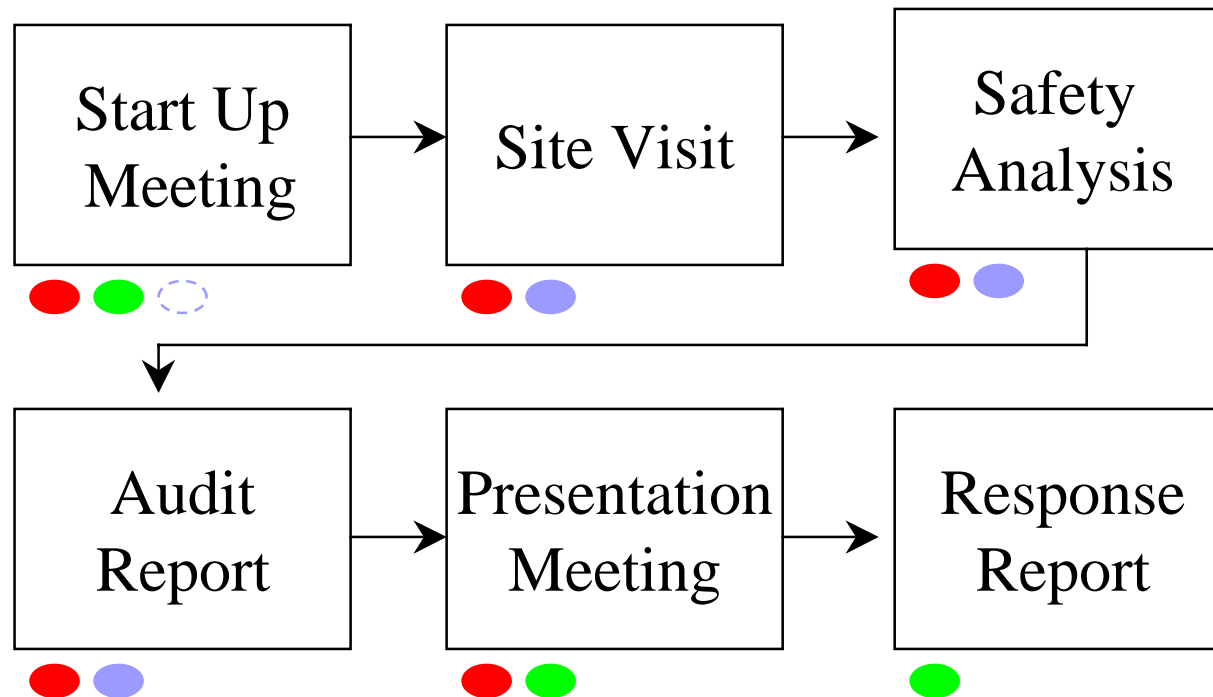 Start Up
Meeting
Site Visit
Safety
Analysis
Audit
Report
Presentation
Meeting
Response
Report